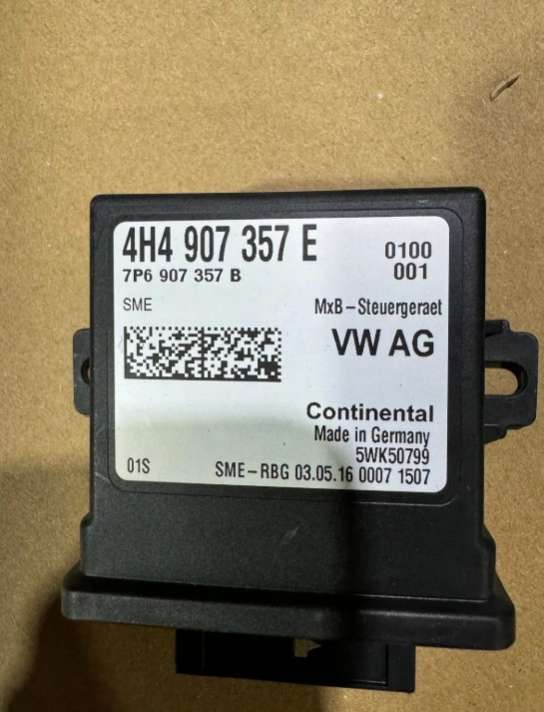 4H4 907 357 E 0100
7P6 907 357 B 001
SME MxB-Steuergeraet
VW AG
Continental
Made in Germany
5WK50799
01S SME-RBG 03.05.16 0007 1507